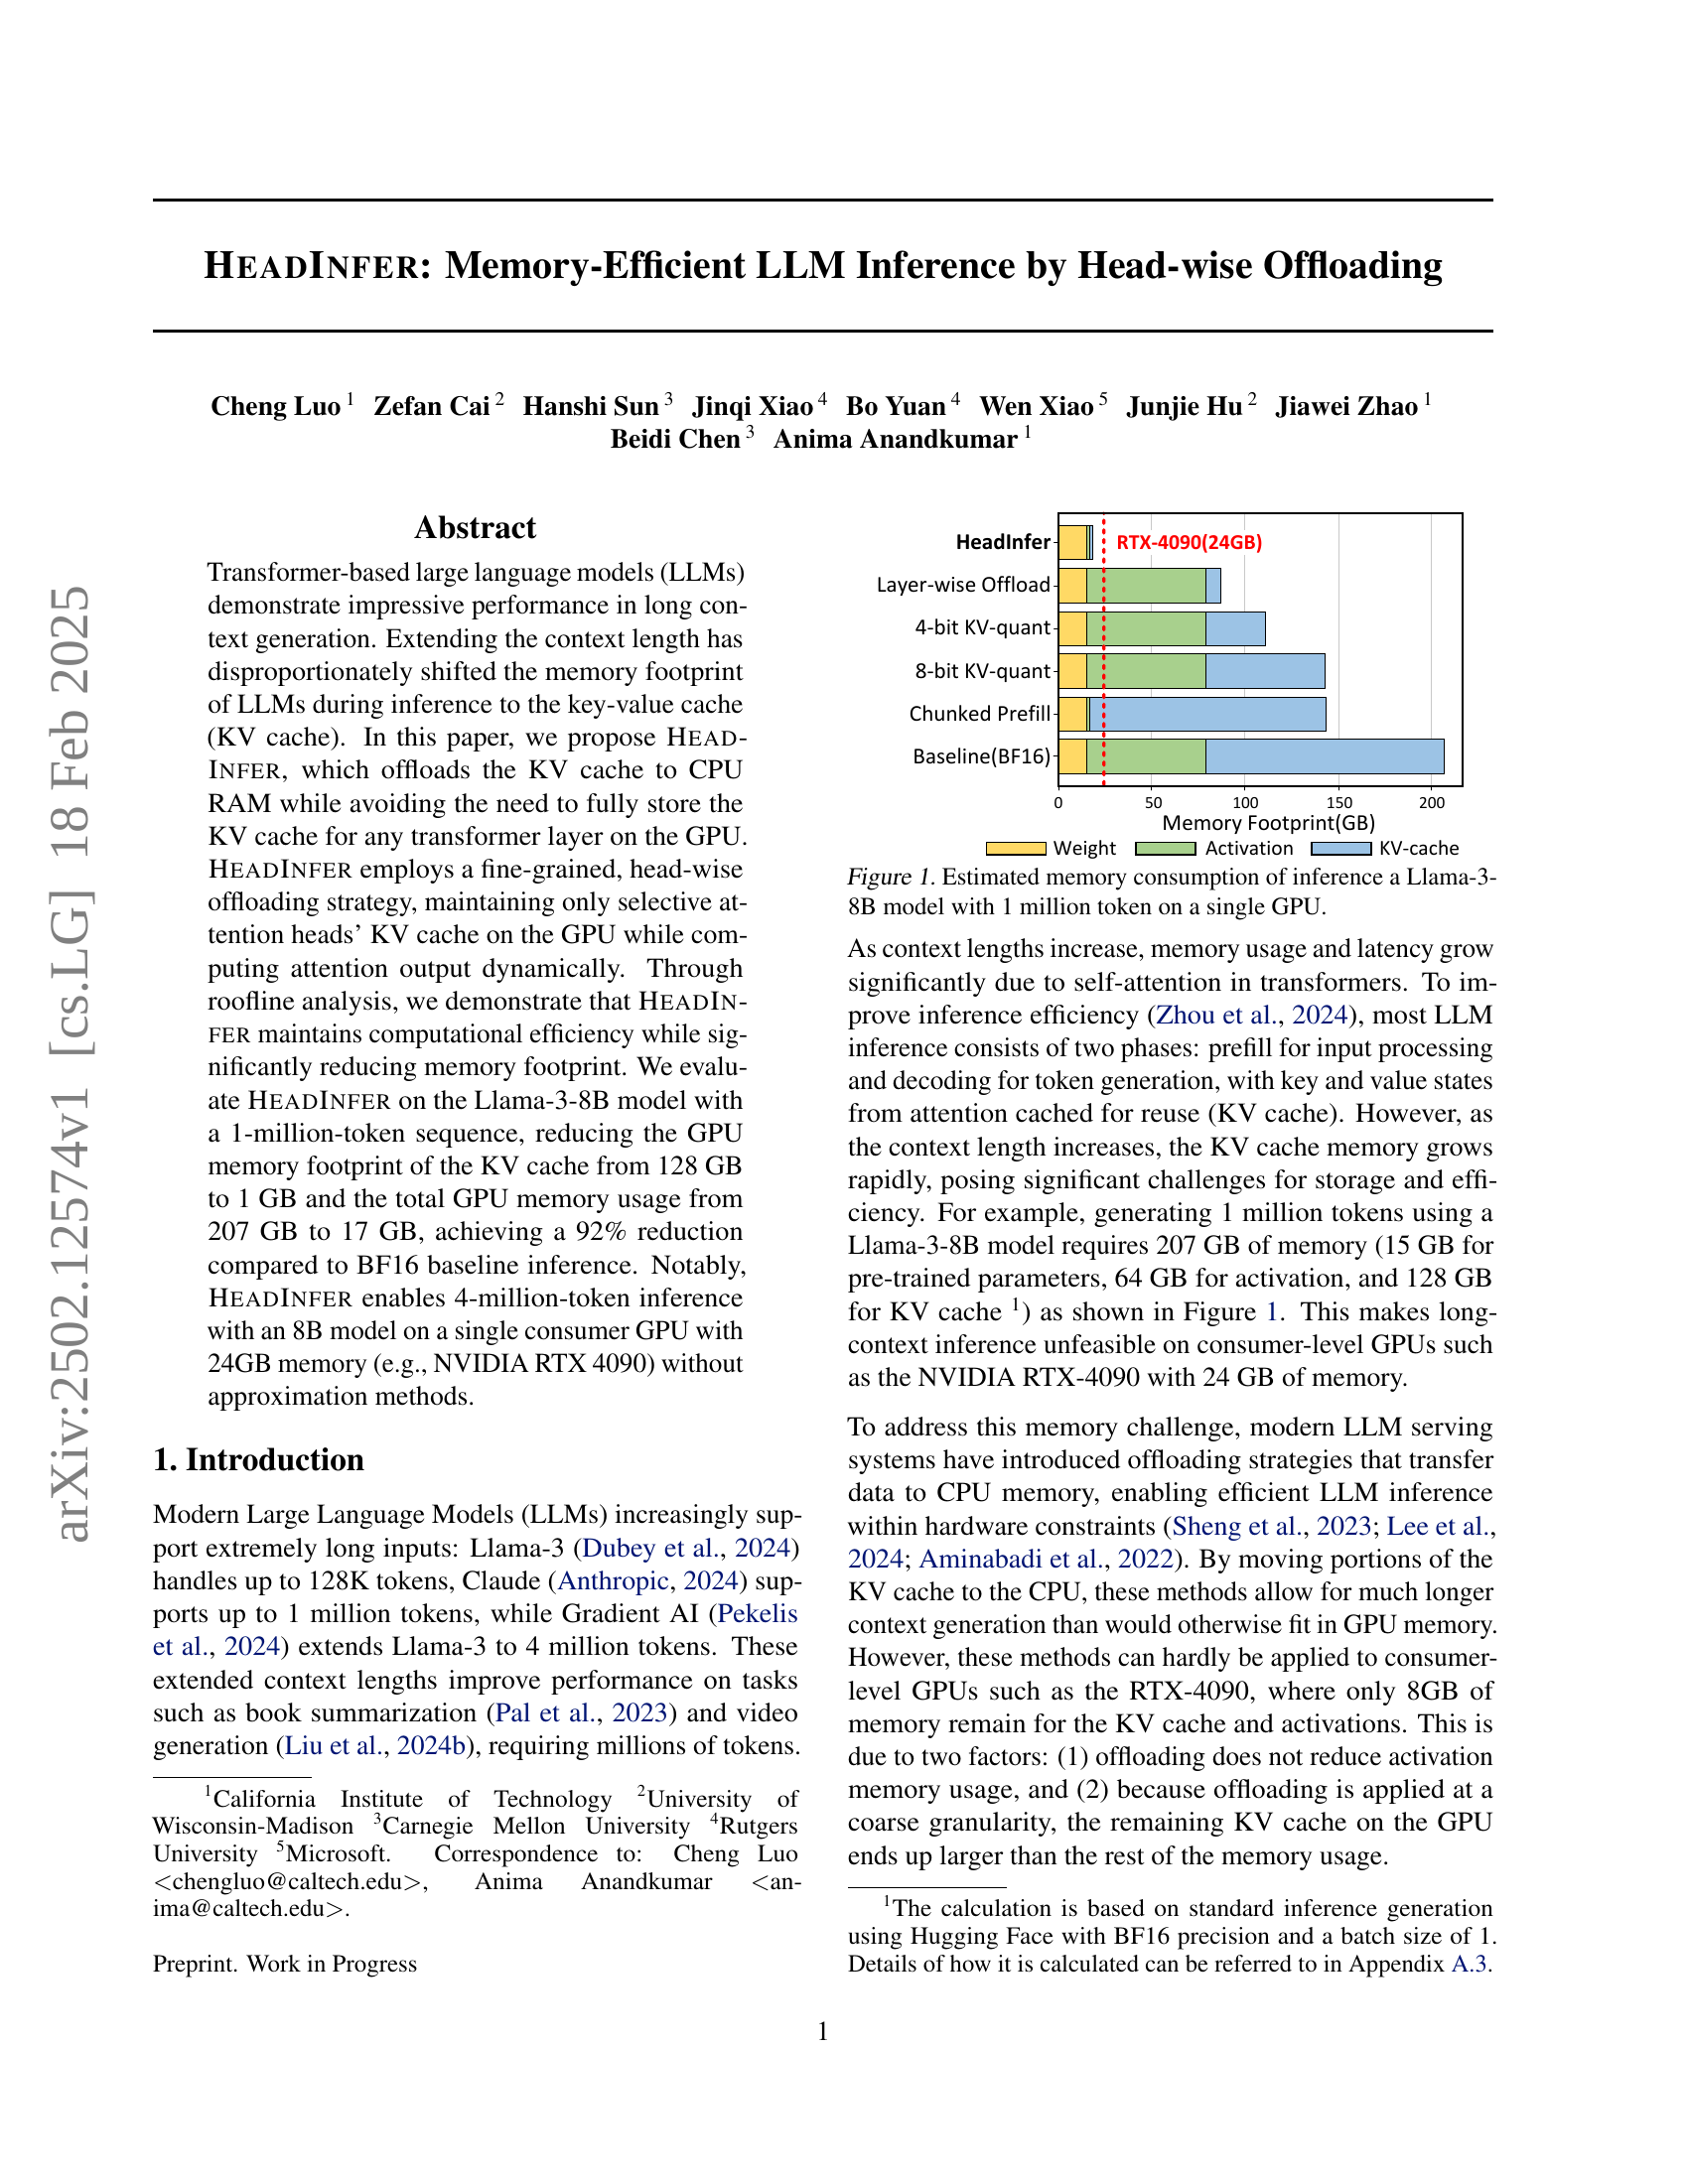 arXiv:2502.12574v1 [cs.LG] 18 Feb 2025
HEADINFER: Memory-Efficient LLM Inference by Head-wise Offloading
Cheng Luo 1 Zefan Cai 2 Hanshi Sun 3 Jinqi Xiao 4 Bo Yuan 4 Wen Xiao 5 Junjie Hu 2 Jiawei Zhao 1
Beidi Chen 3 Anima Anandkumar 1
Abstract
Transformer-based large language models (LLMs)
demonstrate impressive performance in long con-
text generation. Extending the context length has
disproportionately shifted the memory footprint
of LLMs during inference to the key-value cache
(KV cache). In this paper, we propose HEAD-
INFER, which offloads the KV cache to CPU
RAM while avoiding the need to fully store the
KV cache for any transformer layer on the GPU.
HEADINFER employs a fine-grained, head-wise
offloading strategy, maintaining only selective at-
tention heads' KV cache on the GPU while com-
puting attention output dynamically. Through
roofline analysis, we demonstrate that HEADIN-
FER maintains computational efficiency while sig-
nificantly reducing memory footprint. We evalu-
ate HEADINFER on the Llama-3-8B model with
a 1-million-token sequence, reducing the GPU
memory footprint of the KV cache from 128 GB
to 1 GB and the total GPU memory usage from
207 GB to 17 GB, achieving a 92% reduction
compared to BF16 baseline inference. Notably,
HEADINFER enables 4-million-token inference
with an 8B model on a single consumer GPU with
24GB memory (e.g., NVIDIA RTX 4090) without
approximation methods.
1. Introduction
Modern Large Language Models (LLMs) increasingly sup-
port extremely long inputs: Llama-3 (Dubey et al., 2024)
handles up to 128K tokens, Claude (Anthropic, 2024) sup-
ports up to 1 million tokens, while Gradient AI (Pekelis
et al., 2024) extends Llama-3 to 4 million tokens. These
extended context lengths improve performance on tasks
such as book summarization (Pal et al., 2023) and video
generation (Liu et al., 2024b), requiring millions of tokens.
1California Institute of Technology 2University of
Wisconsin-Madison 3Carnegie Mellon University 4Rutgers
University 5Microsoft. Correspondence to: Cheng Luo
<chengluo@caltech.edu>, Anima Anandkumar <an-
ima@caltech.edu>.
Preprint. Work in Progress
HeadInfer
RTX-4090(24GB)
Layer-wise Offload
4-bit KV-quant
8-bit KV-quant
Chunked Prefill
Baseline(BF16)
0 50 100 150 200
Memory Footprint(GB)
Weight Activation KV-cache
Figure 1. Estimated memory consumption of inference a Llama-3-
8B model with 1 million token on a single GPU.
As context lengths increase, memory usage and latency grow
significantly due to self-attention in transformers. To im-
prove inference efficiency (Zhou et al., 2024), most LLM
inference consists of two phases: prefill for input processing
and decoding for token generation, with key and value states
from attention cached for reuse (KV cache). However, as
the context length increases, the KV cache memory grows
rapidly, posing significant challenges for storage and effi-
ciency. For example, generating 1 million tokens using a
Llama-3-8B model requires 207 GB of memory (15 GB for
pre-trained parameters, 64 GB for activation, and 128 GB
for KV cache 1) as shown in Figure 1. This makes long-
context inference unfeasible on consumer-level GPUs such
as the NVIDIA RTX-4090 with 24 GB of memory.
To address this memory challenge, modern LLM serving
systems have introduced offloading strategies that transfer
data to CPU memory, enabling efficient LLM inference
within hardware constraints (Sheng et al., 2023; Lee et al.,
2024; Aminabadi et al., 2022). By moving portions of the
KV cache to the CPU, these methods allow for much longer
context generation than would otherwise fit in GPU memory.
However, these methods can hardly be applied to consumer-
level GPUs such as the RTX-4090, where only 8GB of
memory remain for the KV cache and activations. This is
due to two factors: (1) offloading does not reduce activation
memory usage, and (2) because offloading is applied at a
coarse granularity, the remaining KV cache on the GPU
ends up larger than the rest of the memory usage.
1The calculation is based on standard inference generation
using Hugging Face with BF16 precision and a batch size of 1.
Details of how it is calculated can be referred to in Appendix A.3.
1